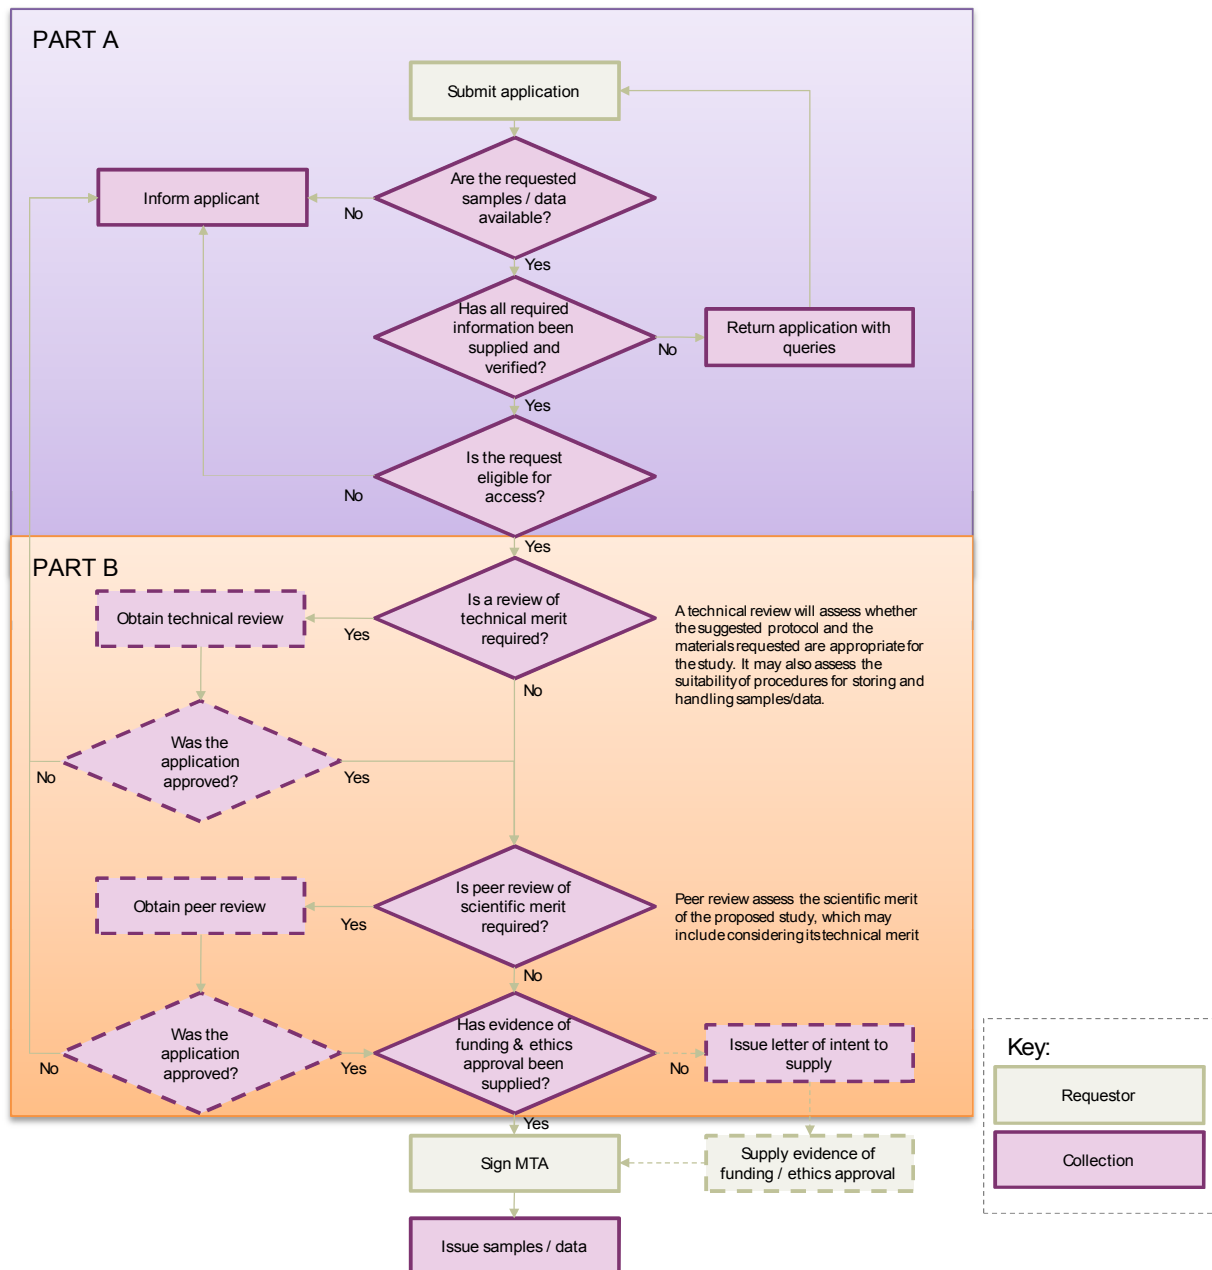 PART A
Submit application
Are the requested
samples / data
available?
Inform applicant
No
Yes
Has all required
information been
supplied and
verified?
No
Return application with
queries
Yes
Is the request
eligible for
access?
No
Yes
PART B
Is a review of
technical merit
required?
Obtain technical review
Yes
A technical review will assess whether
the suggested protocol and the
materials requested are appropriate for
the study. It may also assess the
suitability of procedures for storing and
handling samples/data.
No
Was the
application
approved?
No
Yes
Is peer review of
scientific merit
required?
Obtain peer review
Yes
Peer review assess the scientific merit
of the proposed study, which may
include considering its technical merit
No
Was the
application
approved?
No
Yes
Has evidence of
funding & ethics
approval been
supplied?
No
Issue letter of intent to
supply
Yes
Sign MTA
Supply evidence of
funding / ethics approval
Issue samples / data
Key:
Requestor
Collection